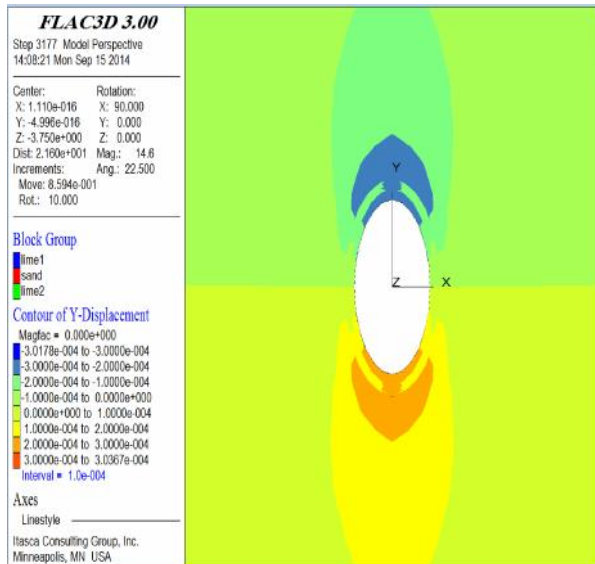 FLAC3D 3.00
Step 3177 Model Perspective
14:08:21 Mon Sep 15 2014
Center: Rotation:
X: 1.110e-016 X: 90.000
Y: -4.996e-016 Y: 0.000
Z: -3.750e+000 Z: 0.000
Dist: 2.160e+001 Mag.: 14.6
Increments: Ang.: 22.500
Move: 8.594e-001
Rot.: 10.000
Block Group
lime1
sand
lime2
Contour of Y-Displacement
Magfac = 0.000e+000
-3.0178e-004 to -3.0000e-004
-3.0000e-004 to -2.0000e-004
-2.0000e-004 to -1.0000e-004
-1.0000e-004 to 0.0000e+000
0.0000e+000 to 1.0000e-004
1.0000e-004 to 2.0000e-004
2.0000e-004 to 3.0000e-004
3.0000e-004 to 3.0367e-004
Interval = 1.0e-004
Axes
Linestyle
Itasca Consulting Group, Inc.
Minneapolis, MN USA
Y
Z X